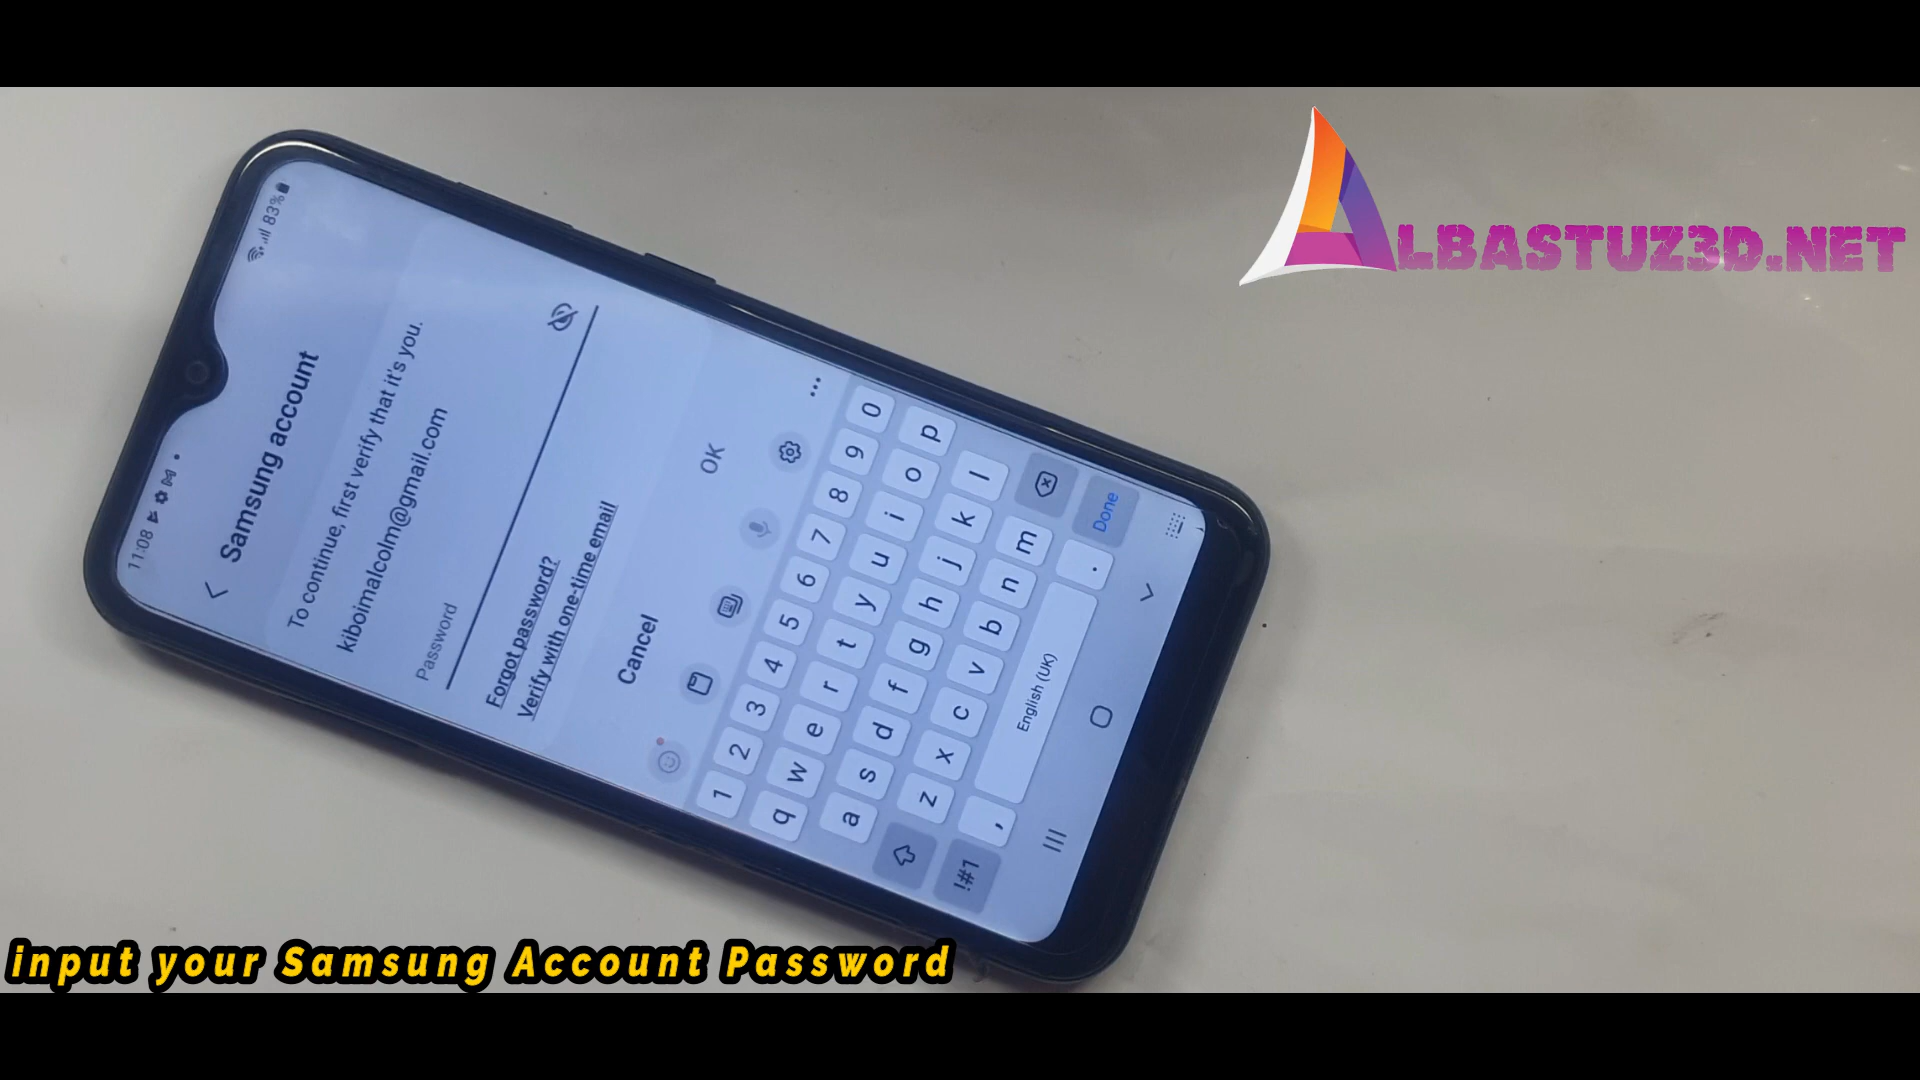 ALBASTUZ3D.NET
11:08
83%
Samsung account
To continue, first verify that it's you.
kiboimalcolm@gmail.com
Password
Forgot password?
Verify with one-time email
Cancel
OK
1 2 3 4 5 6 7 8 9 0
q w e r t y u i o p
a s d f g h j k l
z x c v b n m
!#1 , English (UK) . Done
input your Samsung Account Password